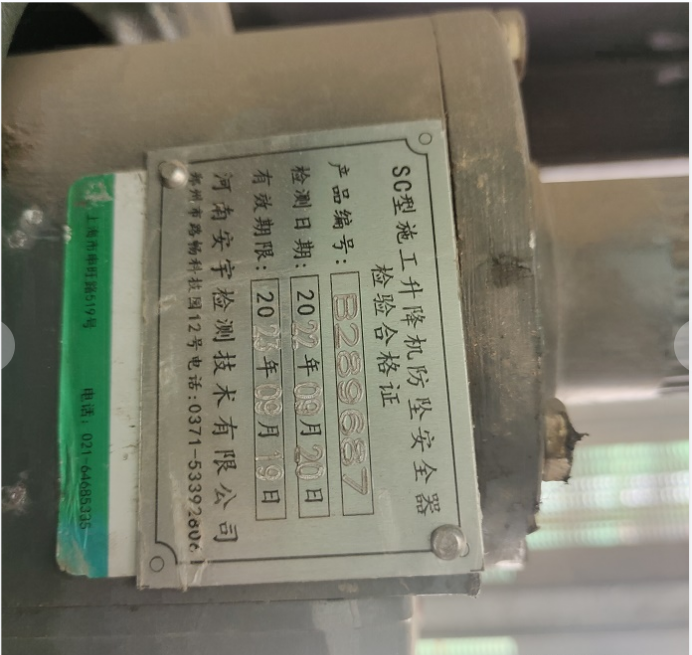 SC型施工升降机防坠安全器
检验合格证
产品编号: B289687
检测日期: 2022年09月20日
有效期限: 2023年09月19日
河南安宇检测技术有限公司
郑州市路畅科技园12号电话:0371-53392806
上海市申旺路519号 电话: 021-64685335